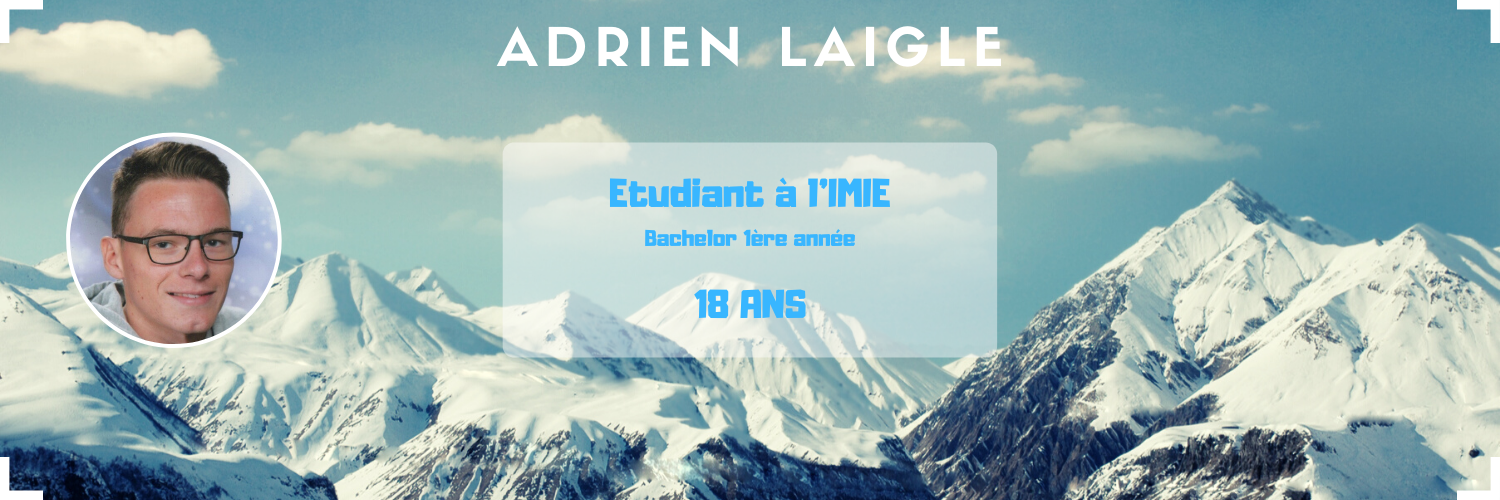 ADRIEN LAIGLE
Etudiant à l'IMIE
Bachelor 1ère année
18 ANS